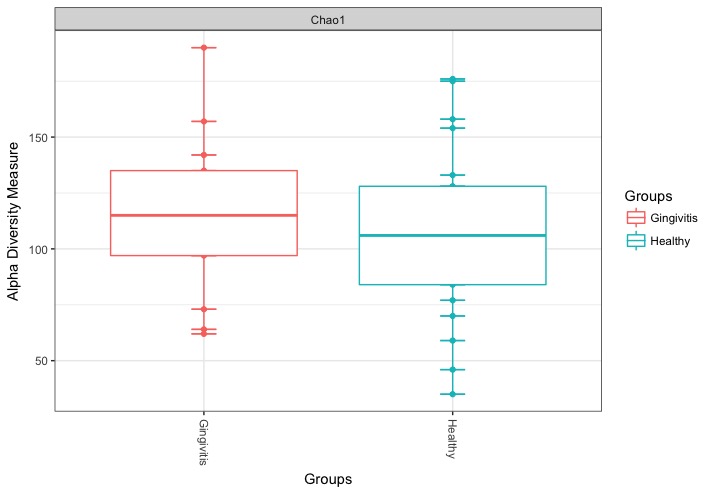 Chao1
Alpha Diversity Measure
150
100
50
Gingivitis
Healthy
Groups
Groups
Gingivitis
Healthy